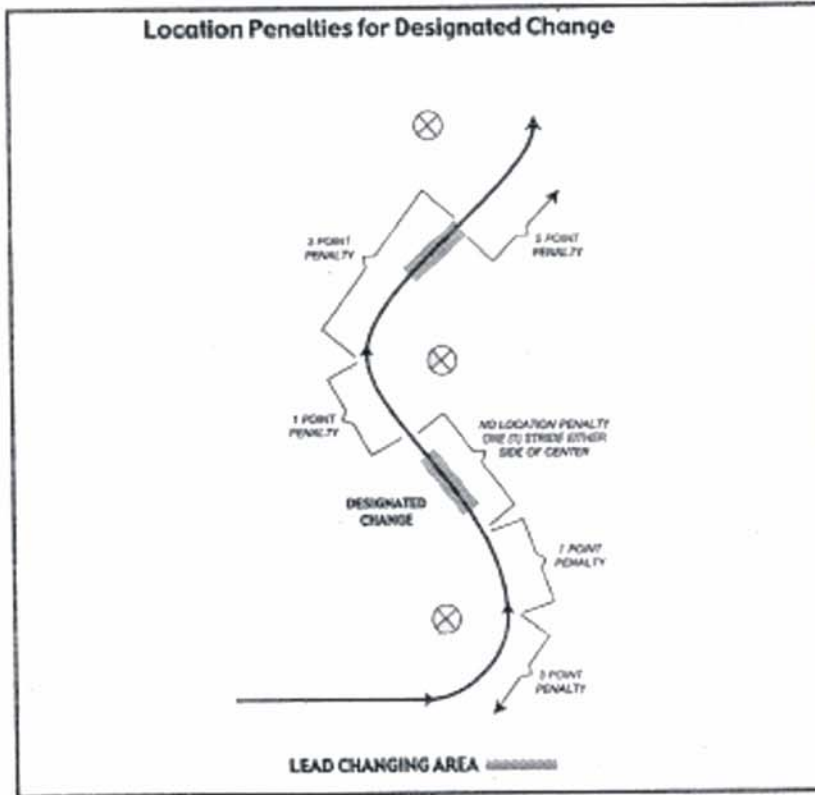 Location Penalties for Designated Change
3 POINT
PENALTY
5 POINT
PENALTY
1 POINT
PENALTY
NO LOCATION PENALTY
ONE (1) STRIDE EITHER
SIDE OF CENTER
DESIGNATED
CHANGE
1 POINT
PENALTY
3 POINT
PENALTY
LEAD CHANGING AREA